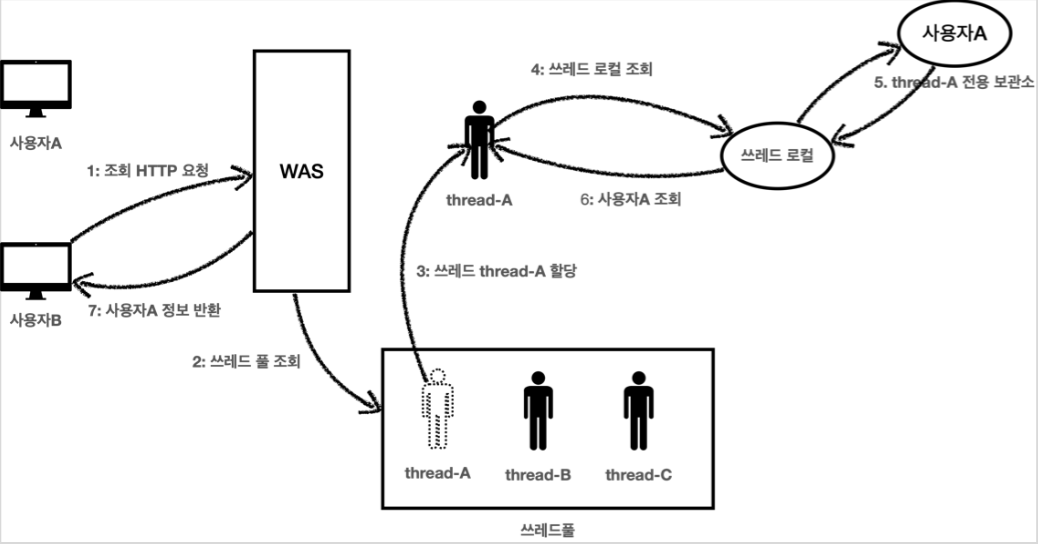 사용자A
4: 쓰레드 로컬 조회
5. thread-A 전용 보관소
사용자A
1: 조회 HTTP 요청
WAS
쓰레드 로컬
thread-A
6: 사용자A 조회
3: 쓰레드 thread-A 할당
사용자B
7: 사용자A 정보 반환
2: 쓰레드 풀 조회
thread-A
thread-B
thread-C
쓰레드풀